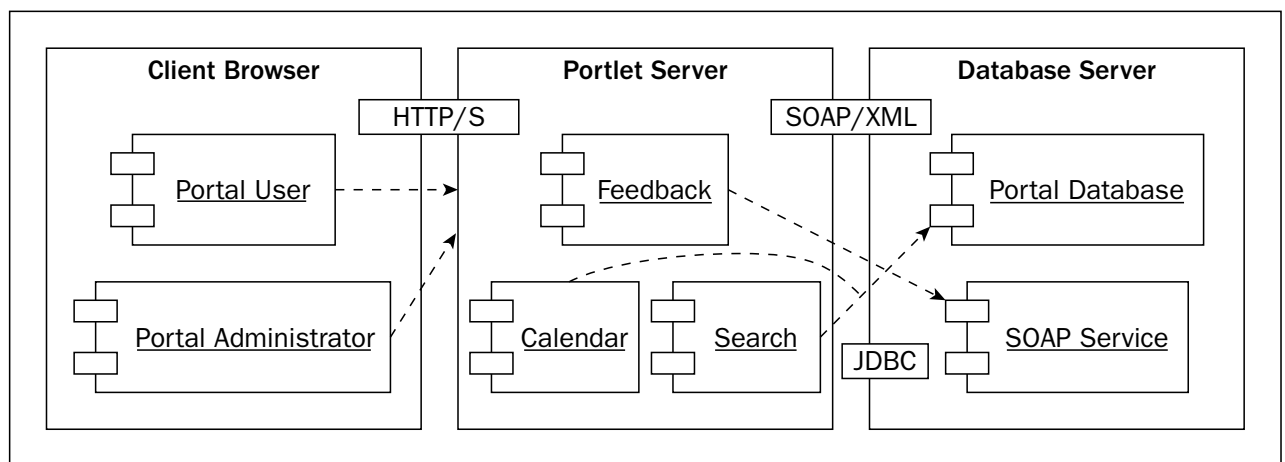 Client Browser
Portlet Server
Database Server
HTTP/S
SOAP/XML
Portal User
Feedback
Portal Database
Portal Administrator
Calendar
Search
SOAP Service
JDBC